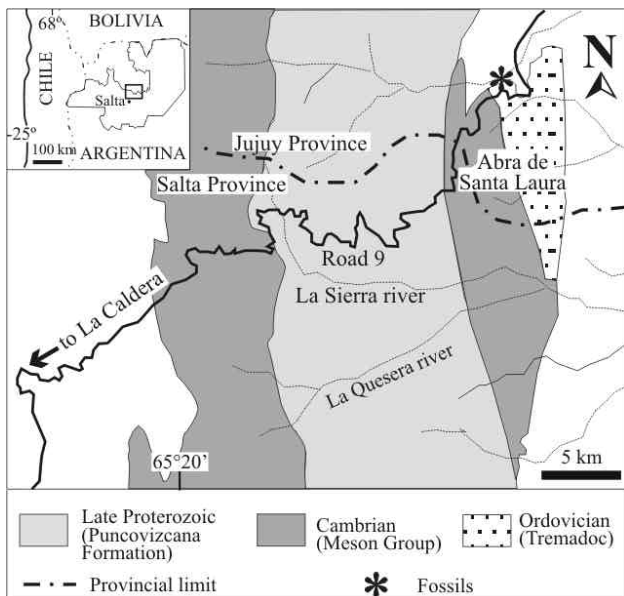 68°
BOLIVIA
CHILE
Salta
25°
100 km
ARGENTINA
N
Jujuy Province
Salta Province
Abra de
Santa Laura
Road 9
La Sierra river
to La Caldera
La Quesera river
65°20’
5 km
Late Proterozoic
(Puncovizcana
Formation)
Cambrian
(Meson Group)
Ordovician
(Tremadoc)
Provincial limit
Fossils